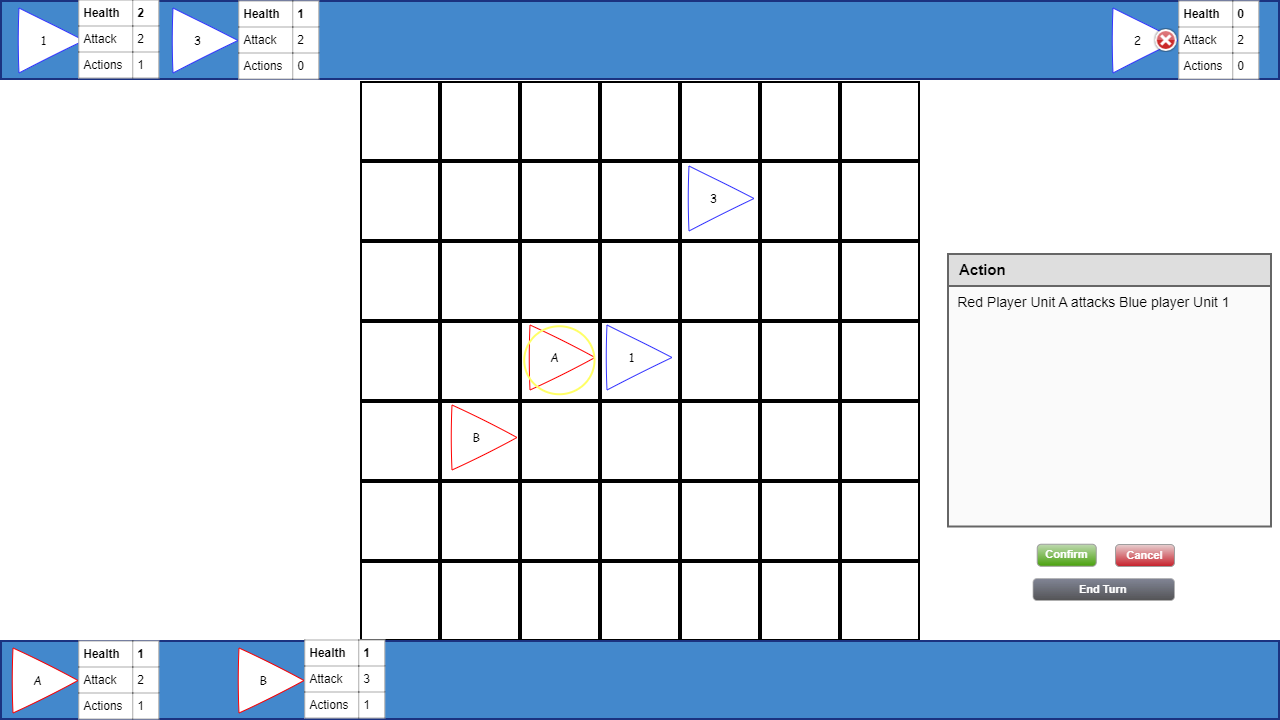 1
Health 2
Attack 2
Actions 1
3
Health 1
Attack 2
Actions 0
2
Health 0
Attack 2
Actions 0
3
A
1
B
Action
Red Player Unit A attacks Blue player Unit 1
Confirm
Cancel
End Turn
A
Health 1
Attack 2
Actions 1
B
Health 1
Attack 3
Actions 1